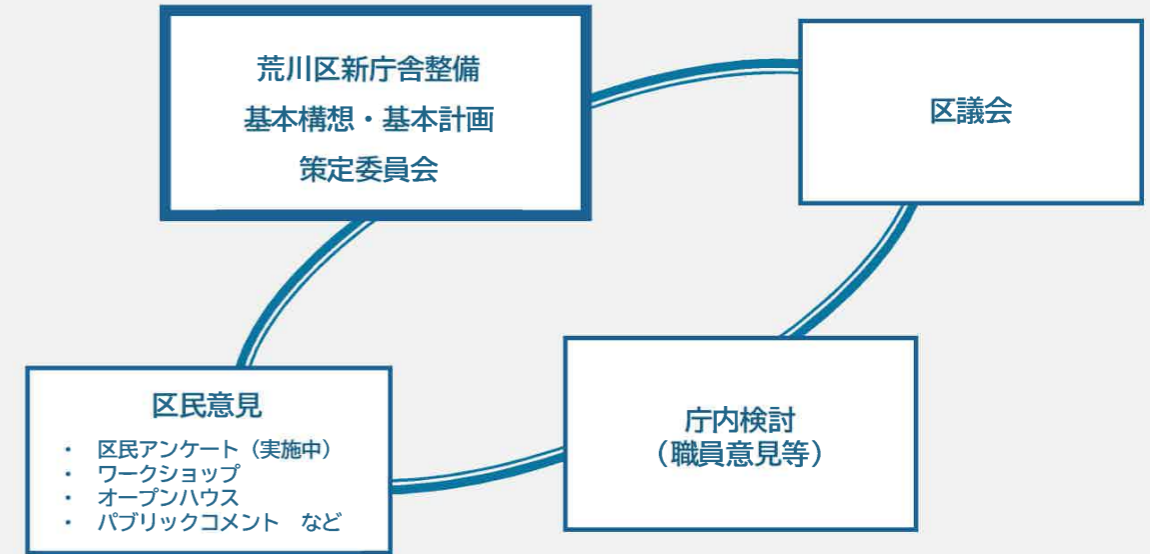 荒川区新庁舎整備
基本構想・基本計画
策定委員会
区議会
区民意見
・ 区民アンケート（実施中）
・ ワークショップ
・ オープンハウス
・ パブリックコメント　など
庁内検討
（職員意見等）